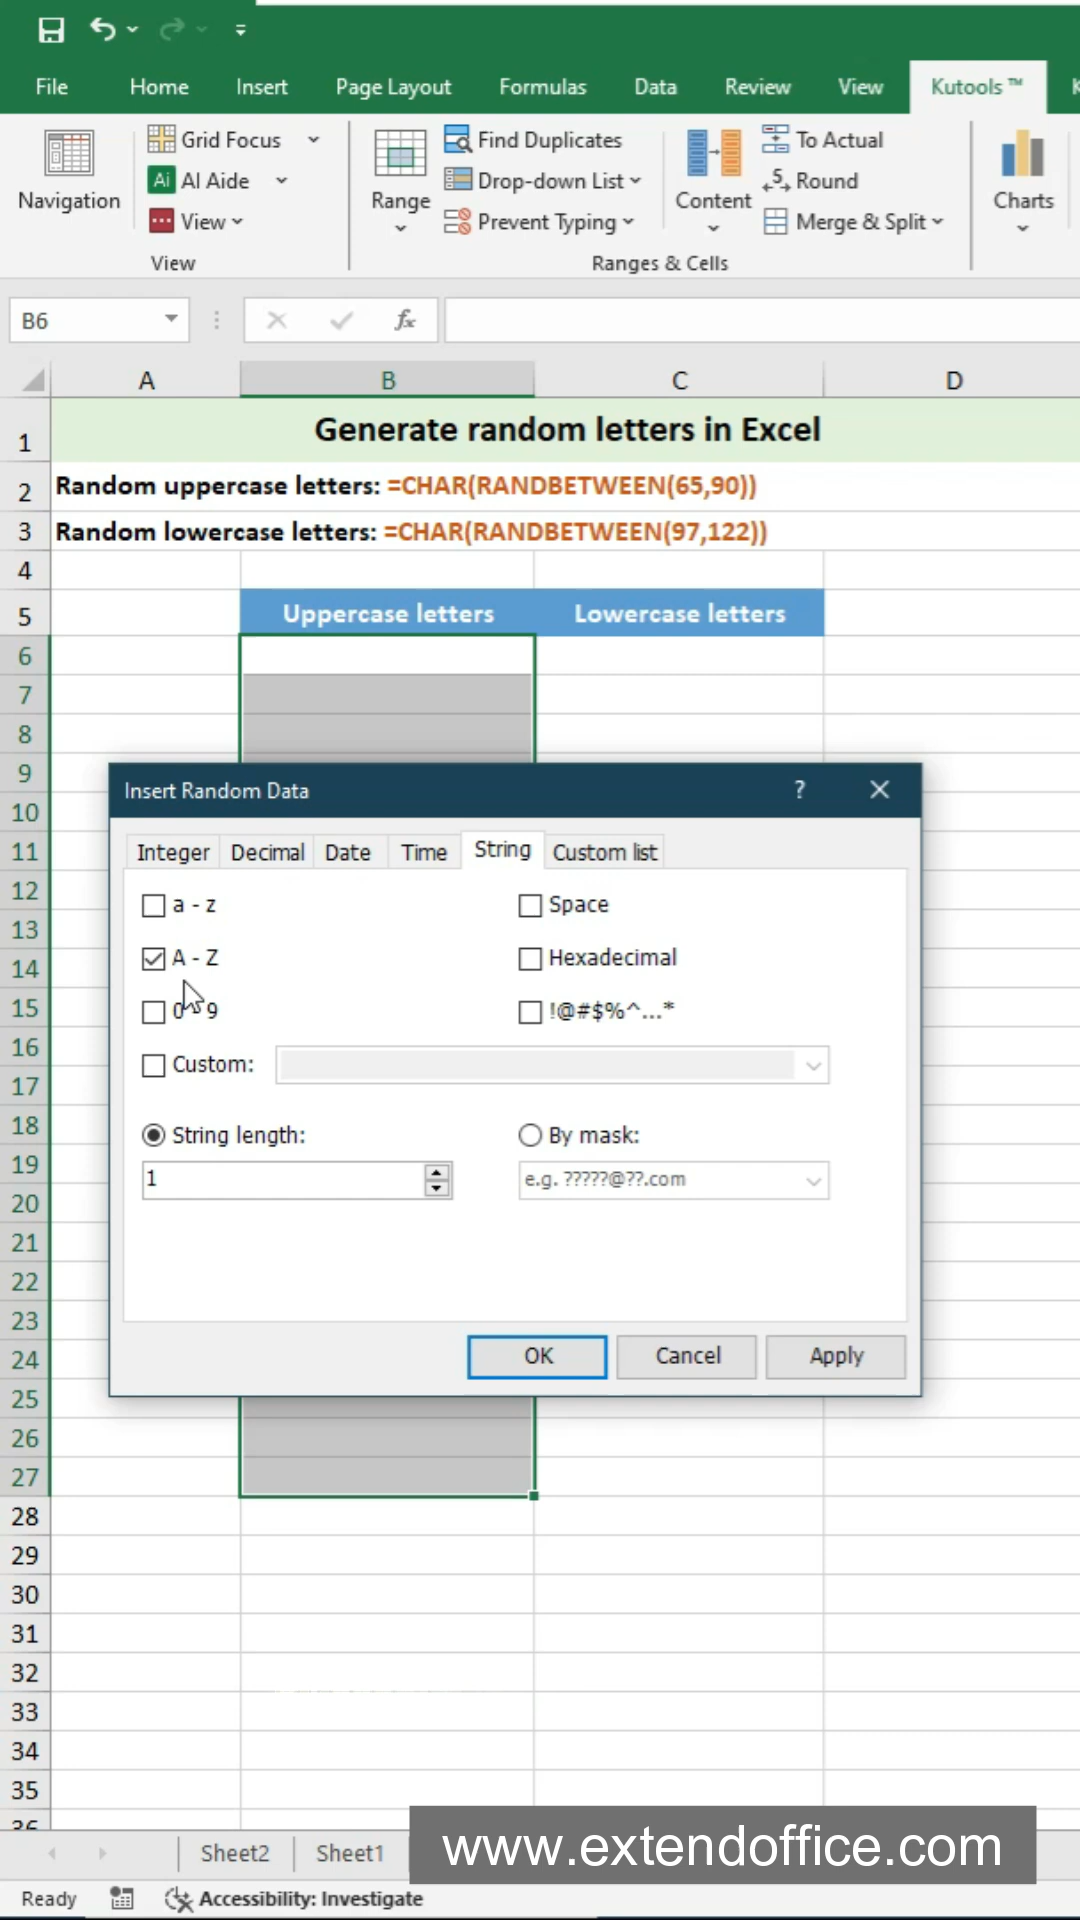 File Home Insert Page Layout Formulas Data Review View Kutools ™
Grid Focus Find Duplicates To Actual
Ai AI Aide Drop-down List 5 Round
Navigation Range Content Charts
View Prevent Typing Merge & Split
View Ranges & Cells
B6 fx
A B C D
1 Generate random letters in Excel
2 Random uppercase letters: =CHAR(RANDBETWEEN(65,90))
3 Random lowercase letters: =CHAR(RANDBETWEEN(97,122))
4
5 Uppercase letters Lowercase letters
6
7
8
9
Insert Random Data ?
10
11 Integer Decimal Date Time String Custom list
12 a - z Space
13
14 A - Z Hexadecimal
15 0 - 9 !@#$%^...*
16 Custom:
17
18 String length: By mask:
19 1 e.g. ?????@??.com
20
21
22
23
24 OK Cancel Apply
25
26
27
28
29
30
31
32
33
34
35
36
Sheet2 Sheet1
www.extendoffice.com
Ready Accessibility: Investigate